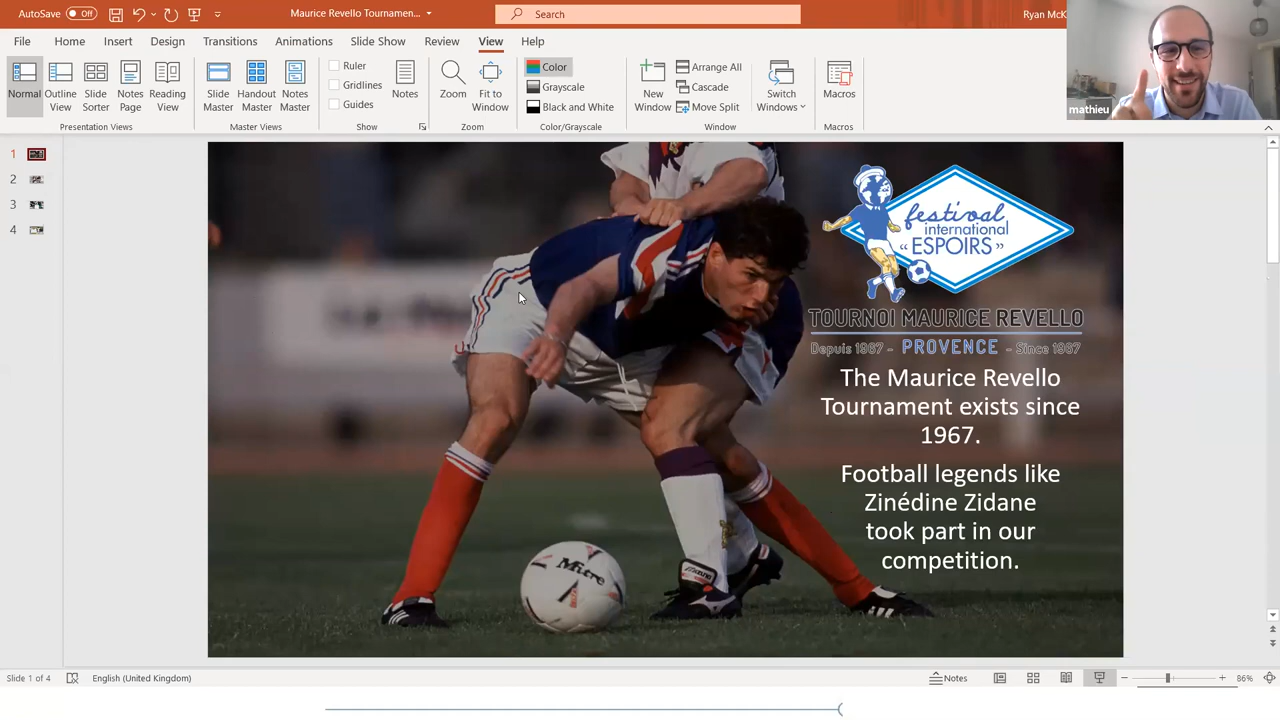 AutoSave Off
Maurice Revello Tournamen...
Search
Ryan McK
File Home Insert Design Transitions Animations Slide Show Review View Help
Normal
Outline View
Slide Sorter
Notes Page
Reading View
Presentation Views
Slide Master
Handout Master
Notes Master
Master Views
Ruler
Gridlines
Guides
Show
Notes
Zoom
Fit to Window
Zoom
Color
Grayscale
Black and White
Color/Grayscale
New Window
Arrange All
Cascade
Move Split
Switch Windows
Window
Macros
Macros
mathieu
1
2
3
4
festival
international
“ ESPOIRS ”
TOURNOI MAURICE REVELLO
Depuis 1967 - PROVENCE - Since 1967
The Maurice Revello
Tournament exists since
1967.
Football legends like
Zinédine Zidane
took part in our
competition.
Mitre
MIZUNO
Slide 1 of 4
English (United Kingdom)
Notes
86%